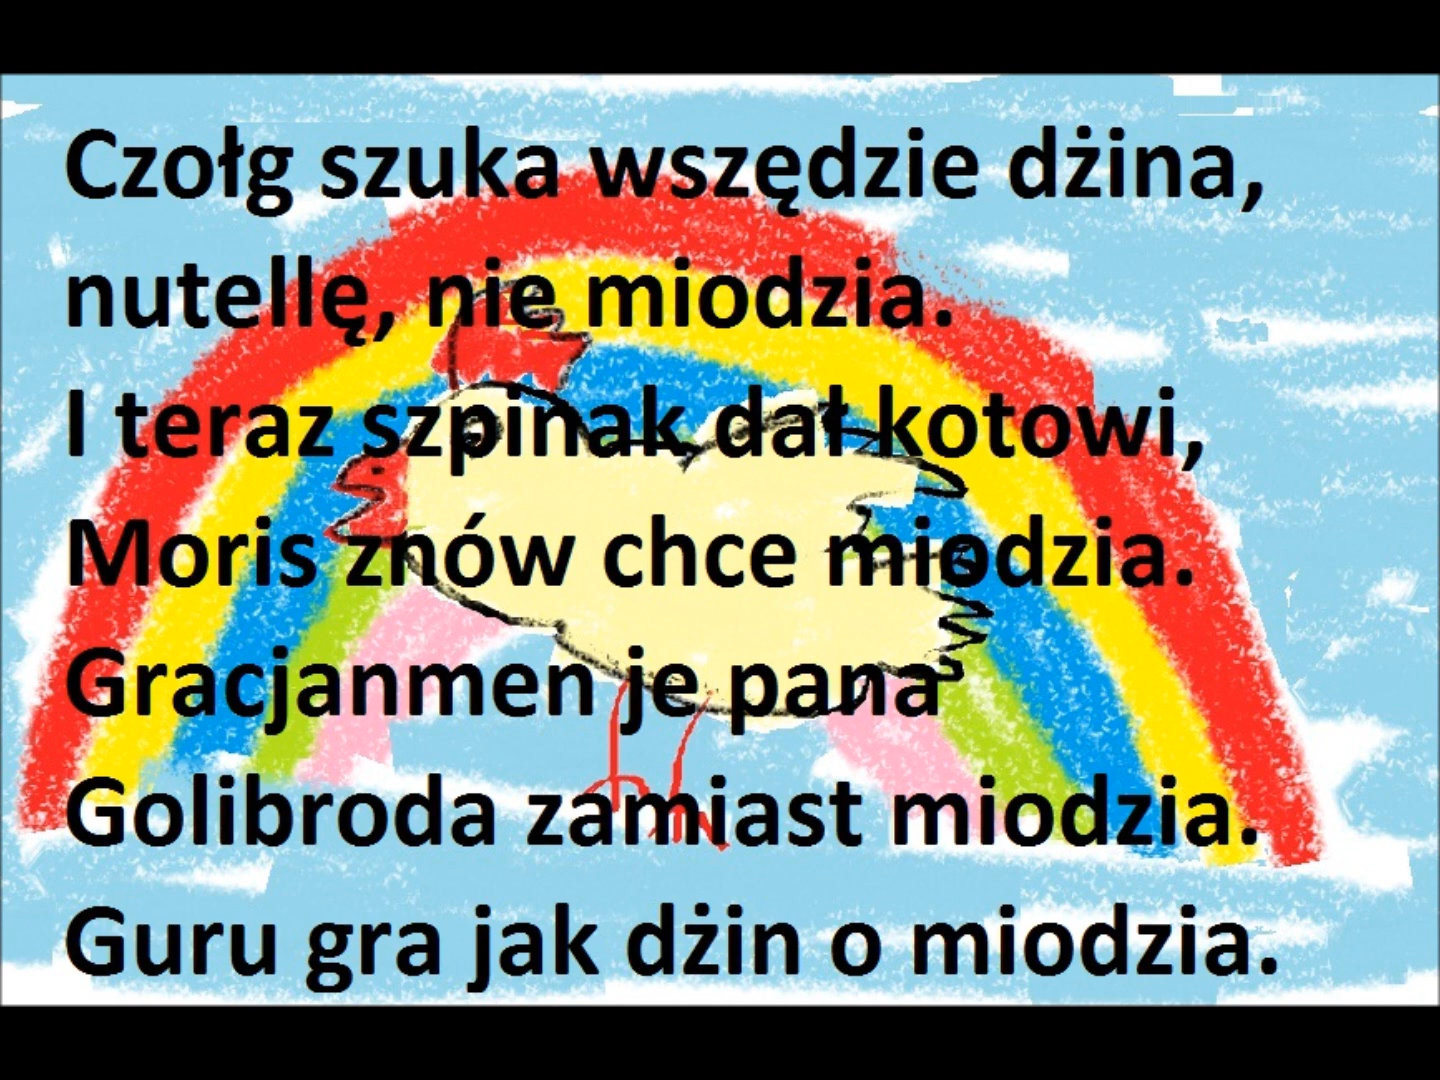 Czołg szuka wszędzie dżina,
nutellę, nie miodzia.
I teraz szpinak dał kotowi,
Moris znów chce miodzia.
Gracjanmen je pana
Golibroda zamiast miodzia.
Guru gra jak dżin o miodzia.